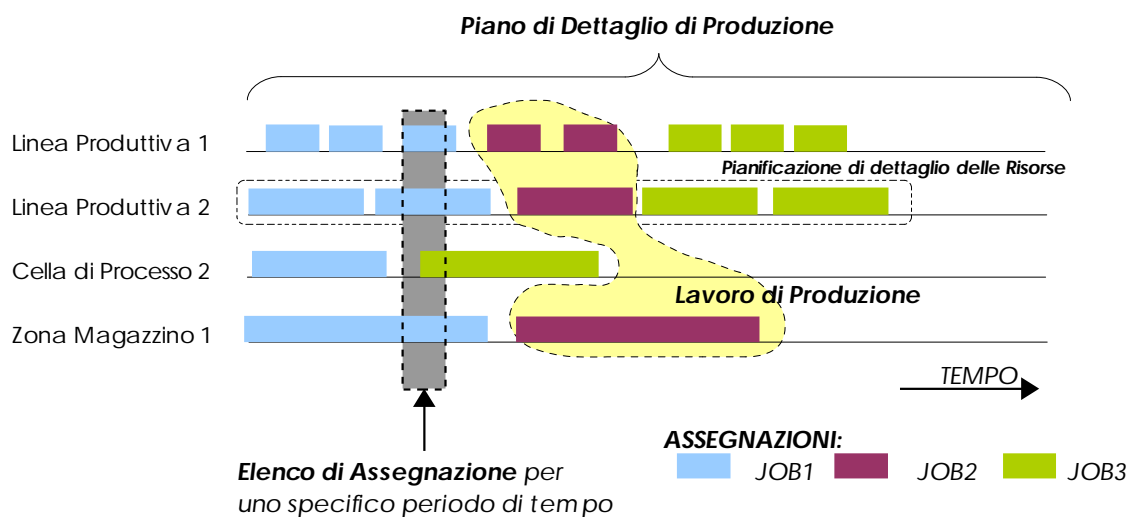 Piano di Dettaglio di Produzione
Linea Produttiva 1
Pianificazione di dettaglio delle Risorse
Linea Produttiva 2
Cella di Processo 2
Lavoro di Produzione
Zona Magazzino 1
TEMPO
ASSEGNAZIONI:
JOB1 JOB2 JOB3
Elenco di Assegnazione per
uno specifico periodo di tempo